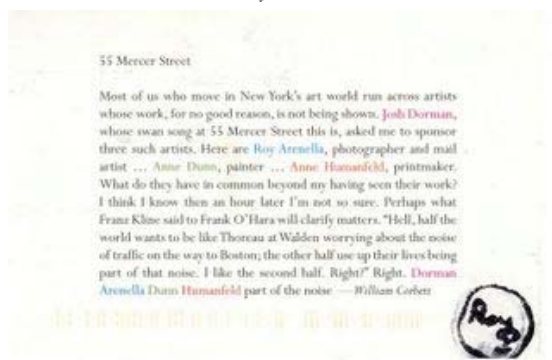 55 Mercer Street
Most of us who move in New York's art world run across artists
whose work, for no good reason, is not being shown. Josh Dorman,
whose swan song at 55 Mercer Street this is, asked me to sponsor
three such artists. Here are Roy Arenella, photographer and mail
artist ... Anne Dunn, painter ... Anne Humanfeld, printmaker.
What do they have in common beyond my having seen their work?
I think I know then an hour later I'm not so sure. Perhaps what
Franz Kline said to Frank O'Hara will clarify matters. "Hell, half the
world wants to be like Thoreau at Walden worrying about the noise
of traffic on the way to Boston; the other half use up their lives being
part of that noise. I like the second half. Right?" Right. Dorman
Arenella Dunn Humanfeld part of the noise —William Corbett
Roy